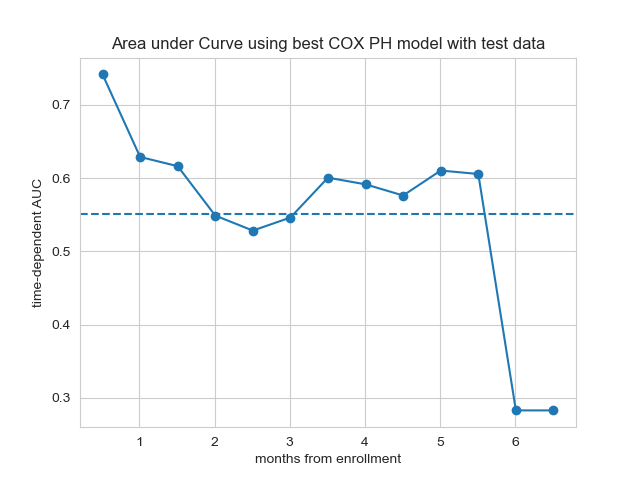 Area under Curve using best COX PH model with test data
time-dependent AUC
0.7
0.6
0.5
0.4
0.3
1 2 3 4 5 6
months from enrollment